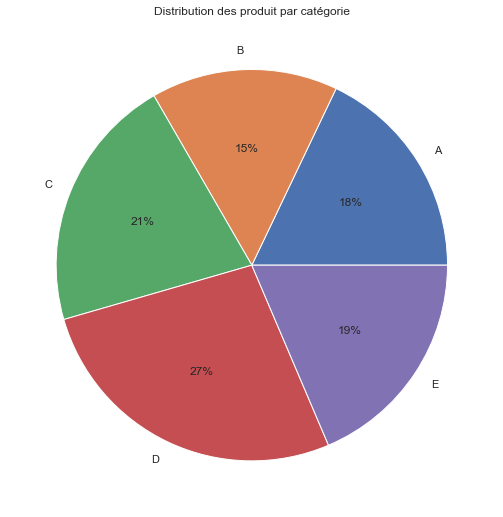 Distribution des produit par catégorie
B
A
15%
C
18%
21%
19%
27%
E
D